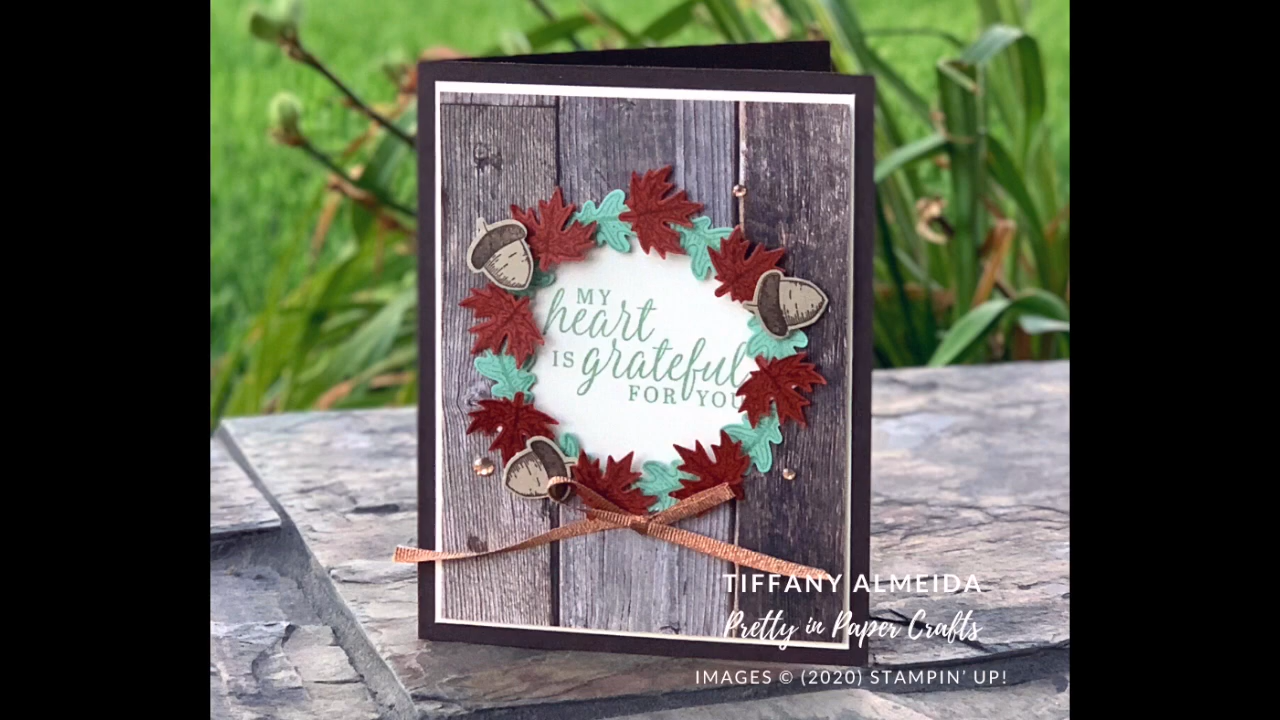 MY
heart
IS grateful
FOR YOU
TIFFANY ALMEIDA
Pretty in Paper Crafts
IMAGES © (2020) STAMPIN' UP!